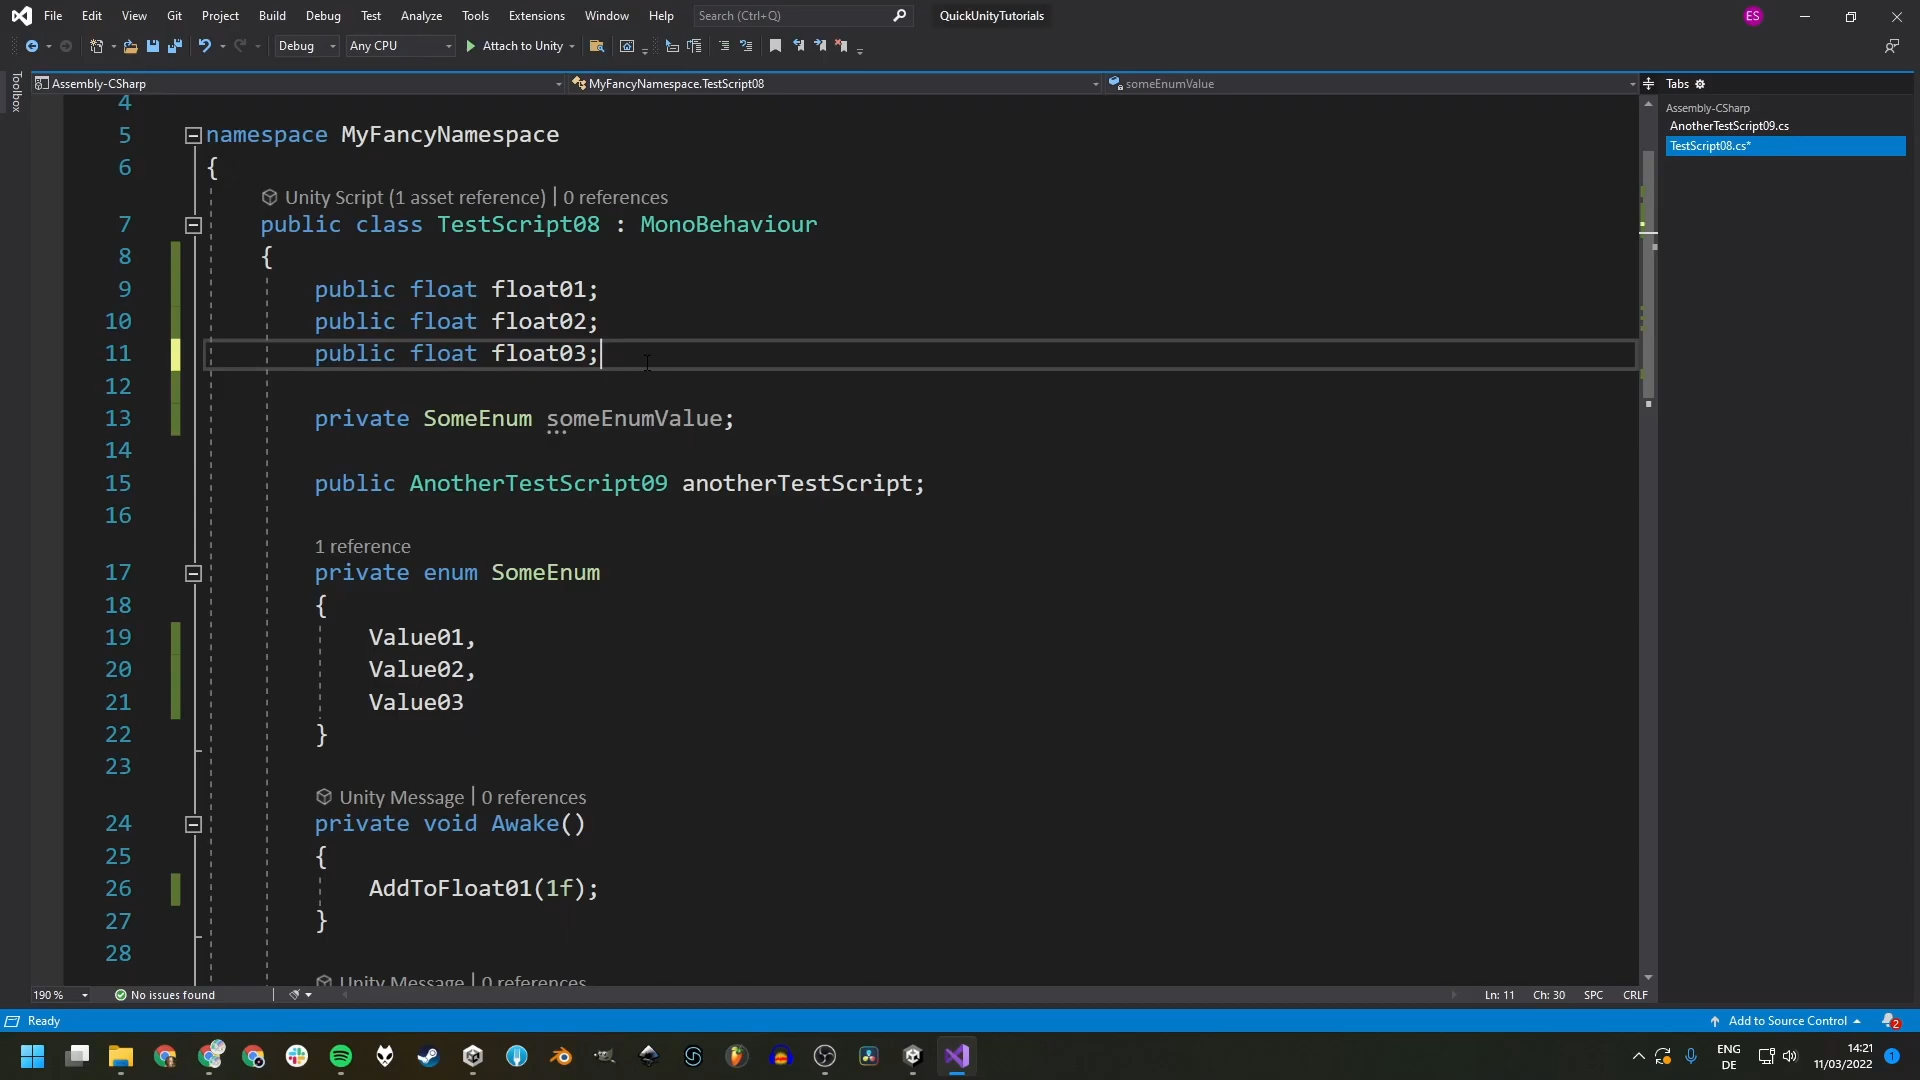 File Edit View Git Project Build Debug Test Analyze Tools Extensions Window Help Search (Ctrl+Q) QuickUnityTutorials ES
Debug Any CPU Attach to Unity
Toolbox
Assembly-CSharp MyFancyNamespace.TestScript08 someEnumValue
Tabs
Assembly-CSharp
AnotherTestScript09.cs
TestScript08.cs*
4
5 namespace MyFancyNamespace
6 {
Unity Script (1 asset reference) | 0 references
7 public class TestScript08 : MonoBehaviour
8 {
9 public float float01;
10 public float float02;
11 public float float03;
12
13 private SomeEnum someEnumValue;
14
15 public AnotherTestScript09 anotherTestScript;
16
1 reference
17 private enum SomeEnum
18 {
19 Value01,
20 Value02,
21 Value03
22 }
23
Unity Message | 0 references
24 private void Awake()
25 {
26 AddToFloat01(1f);
27 }
28
Unity Message | 0 references
190 % No issues found Ln: 11 Ch: 30 SPC CRLF
Ready Add to Source Control 2
ENG
DE
14:21
11/03/2022
1